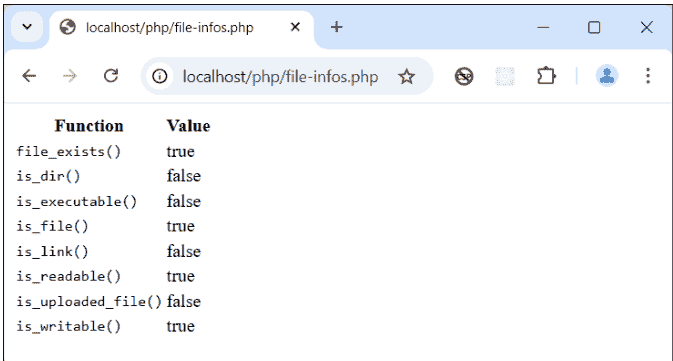 localhost/php/file-infos.php
localhost/php/file-infos.php
Function Value
file_exists() true
is_dir() false
is_executable() false
is_file() true
is_link() false
is_readable() true
is_uploaded_file() false
is_writable() true